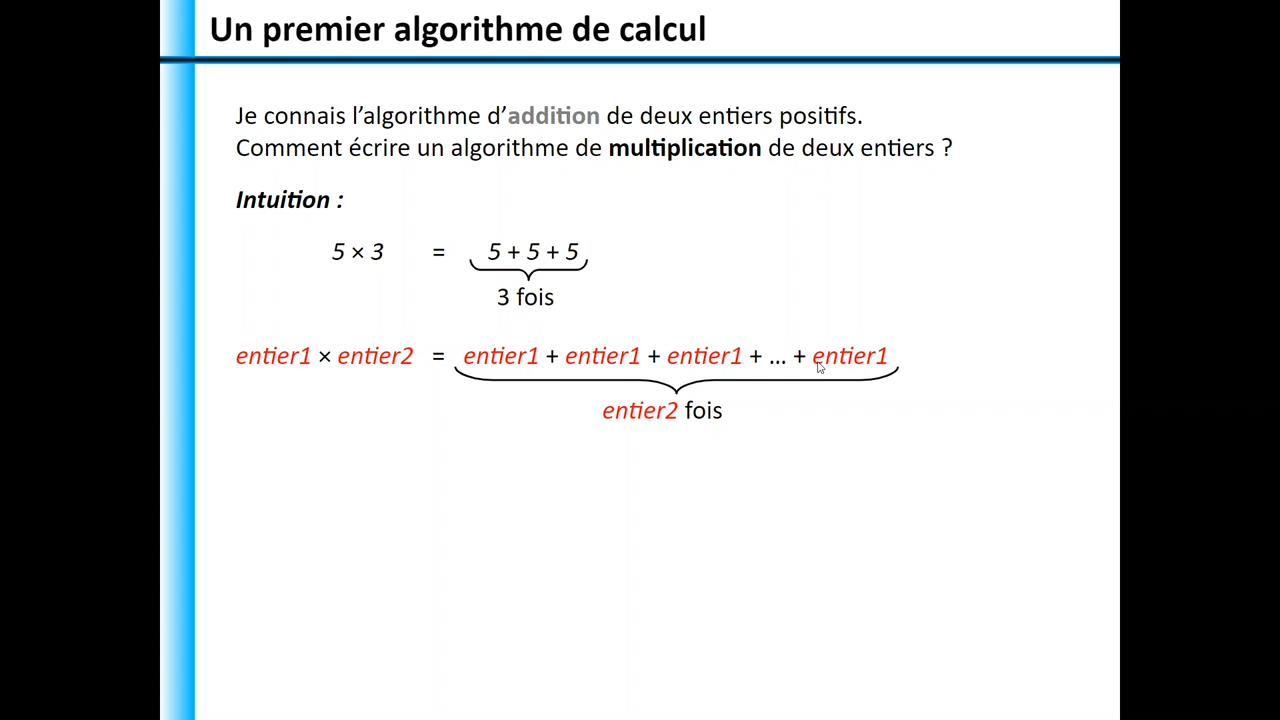 Un premier algorithme de calcul
Je connais l’algorithme d’addition de deux entiers positifs.
Comment écrire un algorithme de multiplication de deux entiers ?
Intuition :
5 × 3 = 5 + 5 + 5
3 fois
entier1 × entier2 = entier1 + entier1 + entier1 + ... + entier1
entier2 fois